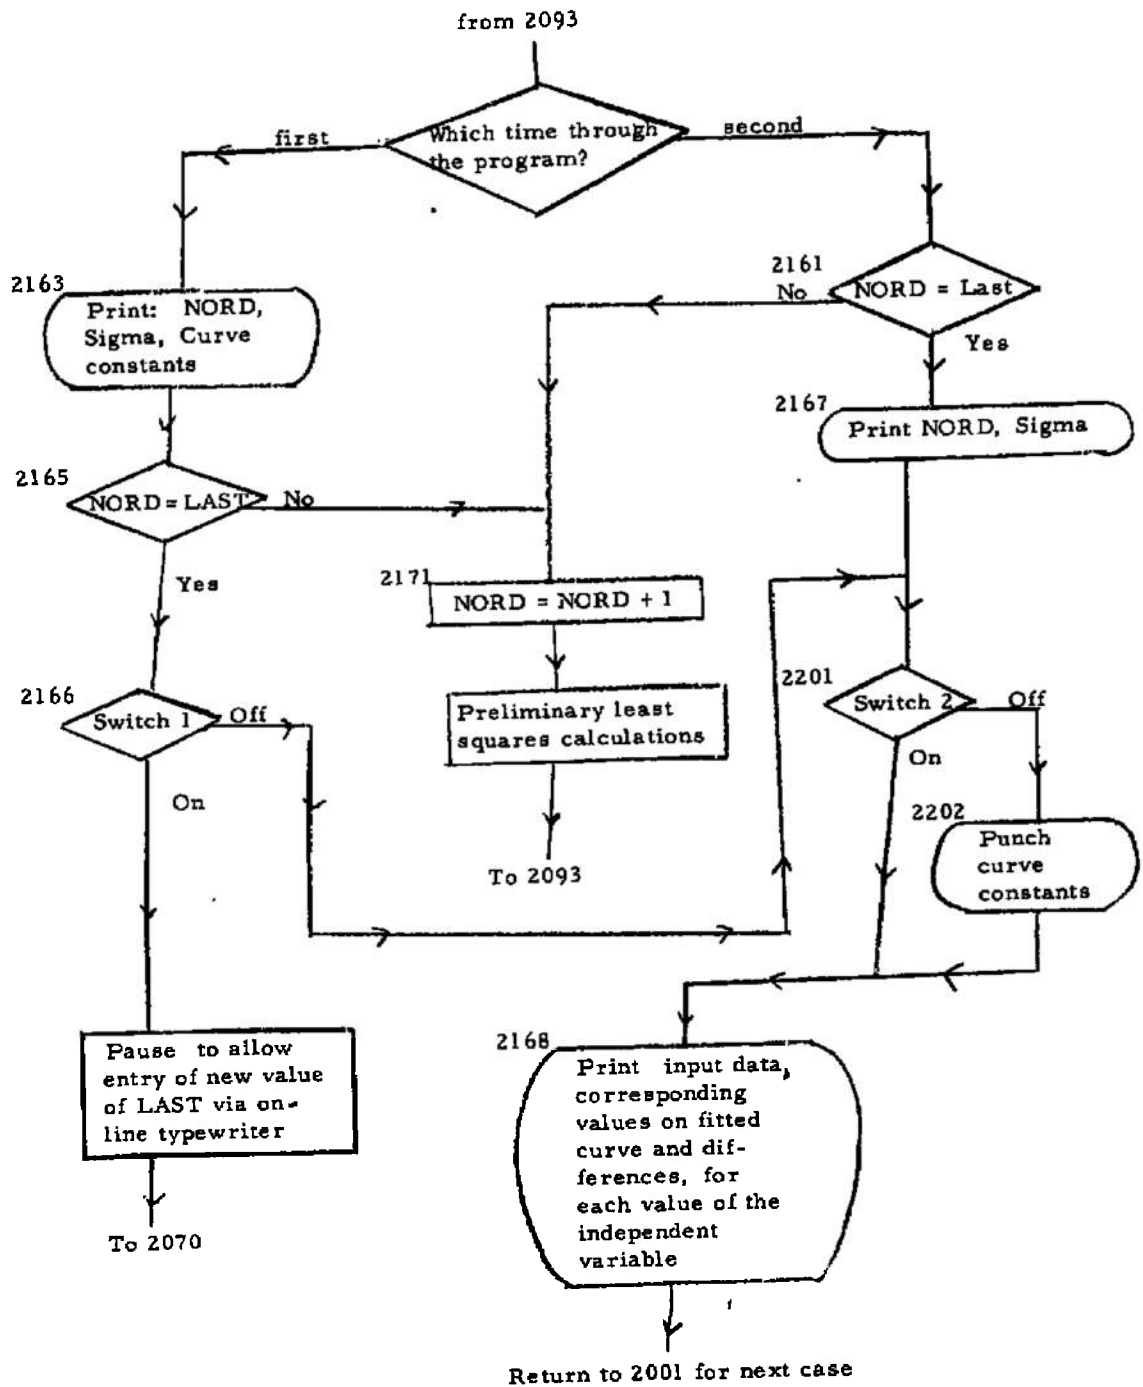 from 2093
Which time through
the program?
first
second
2163
Print: NORD,
Sigma, Curve
constants
2161
No
NORD = Last
Yes
2167
Print NORD, Sigma
2165
NORD = LAST
No
Yes
2171
NORD = NORD + 1
2166
Switch 1
Off
On
Preliminary least
squares calculations
To 2093
2201
Switch 2
Off
On
2202
Punch
curve
constants
Pause to allow
entry of new value
of LAST via on-
line typewriter
To 2070
2168
Print input data,
corresponding
values on fitted
curve and dif-
ferences, for
each value of the
independent
variable
Return to 2001 for next case